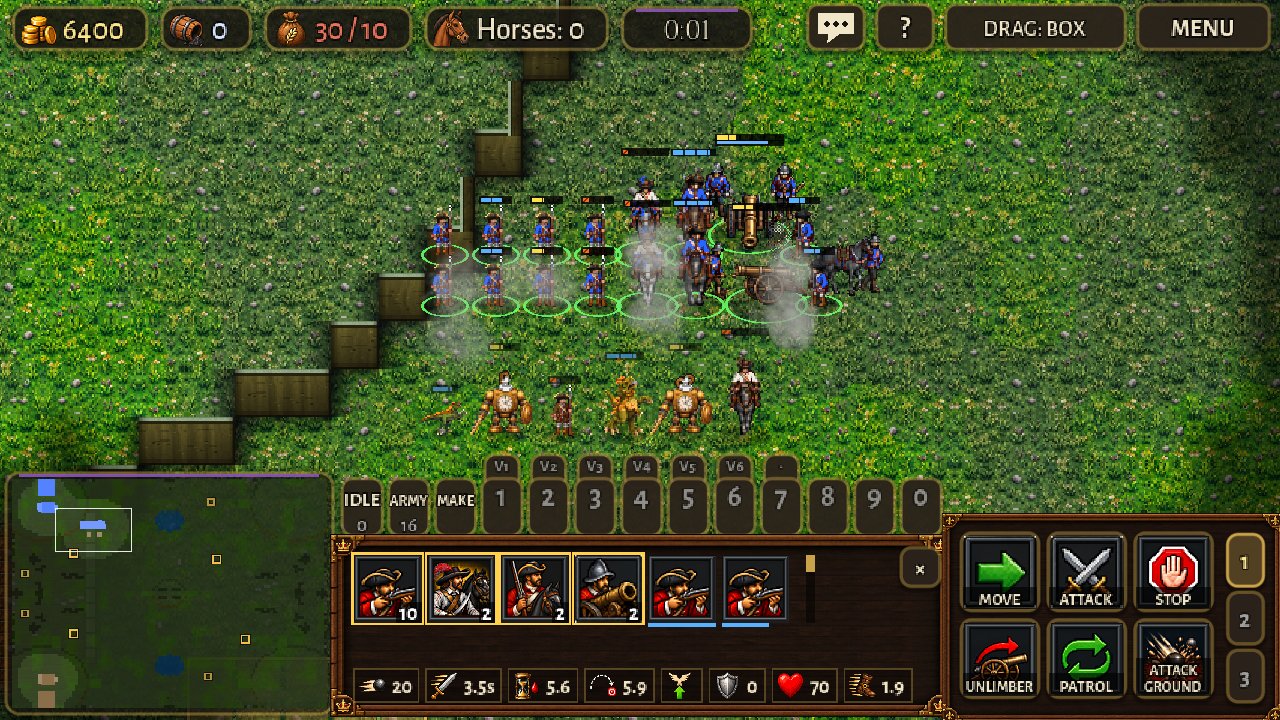 6400
0
30/10
Horses: 0
0:01
?
DRAG: BOX
MENU
V1 V2 V3 V4 V5 V6
IDLE
0
ARMY
16
MAKE
1 2 3 4 5 6 7 8 9 0
10 2 2 2
20 3.5s 5.6 5.9 0 70 1.9
MOVE ATTACK STOP
UNLIMBER PATROL ATTACK GROUND
1
2
3